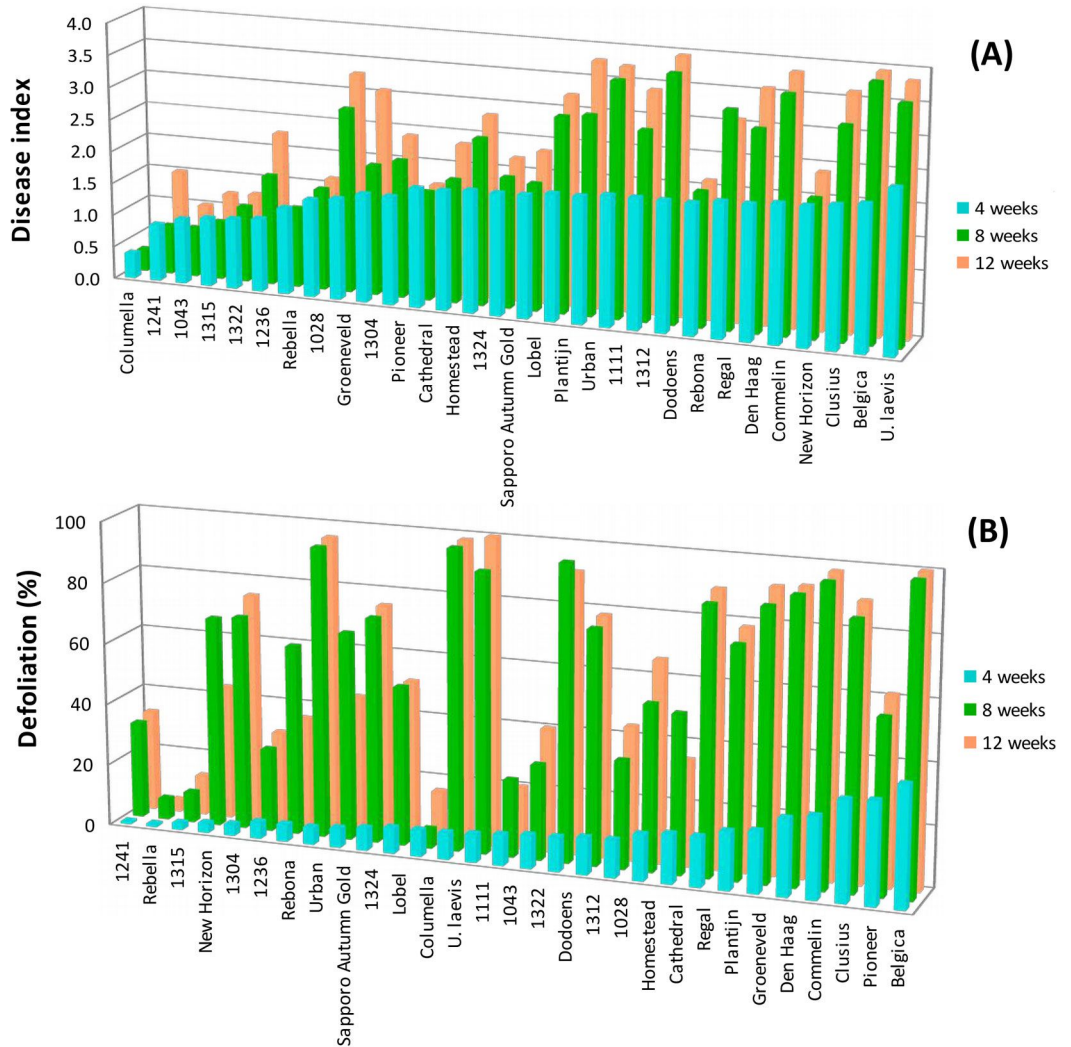 (A)
Disease index
4.0
3.5
3.0
2.5
2.0
1.5
1.0
0.5
0.0
Columella
1241
1043
1315
1322
1236
Rebella
1028
Groeneveld
1304
Pioneer
Cathedral
Homestead
1324
Sapporo Autumn Gold
Lobel
Plantijn
Urban
1111
1312
Dodoens
Rebona
Regal
Den Haag
Commelin
New Horizon
Clusius
Belgica
U. laevis
4 weeks
8 weeks
12 weeks
(B)
Defoliation (%)
100
80
60
40
20
0
1241
Rebella
1315
New Horizon
1304
1236
Rebona
Urban
Sapporo Autumn Gold
1324
Lobel
Columella
U. laevis
1111
1043
1322
Dodoens
1312
1028
Homestead
Cathedral
Regal
Plantijn
Groeneveld
Den Haag
Commelin
Clusius
Pioneer
Belgica
4 weeks
8 weeks
12 weeks